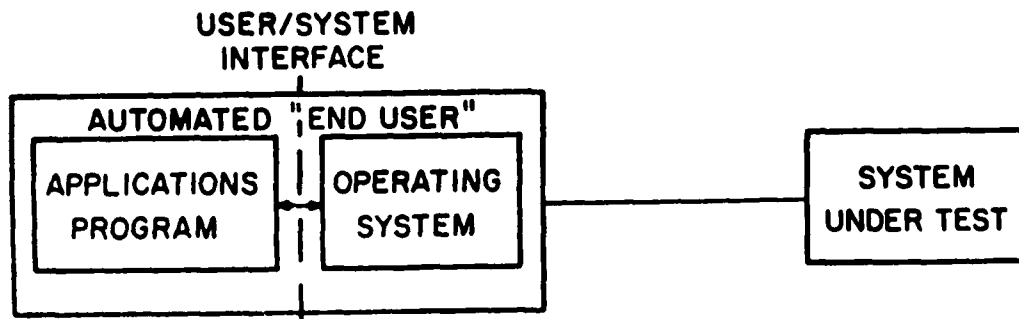 USER/SYSTEM
INTERFACE
AUTOMATED "END USER"
APPLICATIONS
PROGRAM
OPERATING
SYSTEM
SYSTEM
UNDER TEST